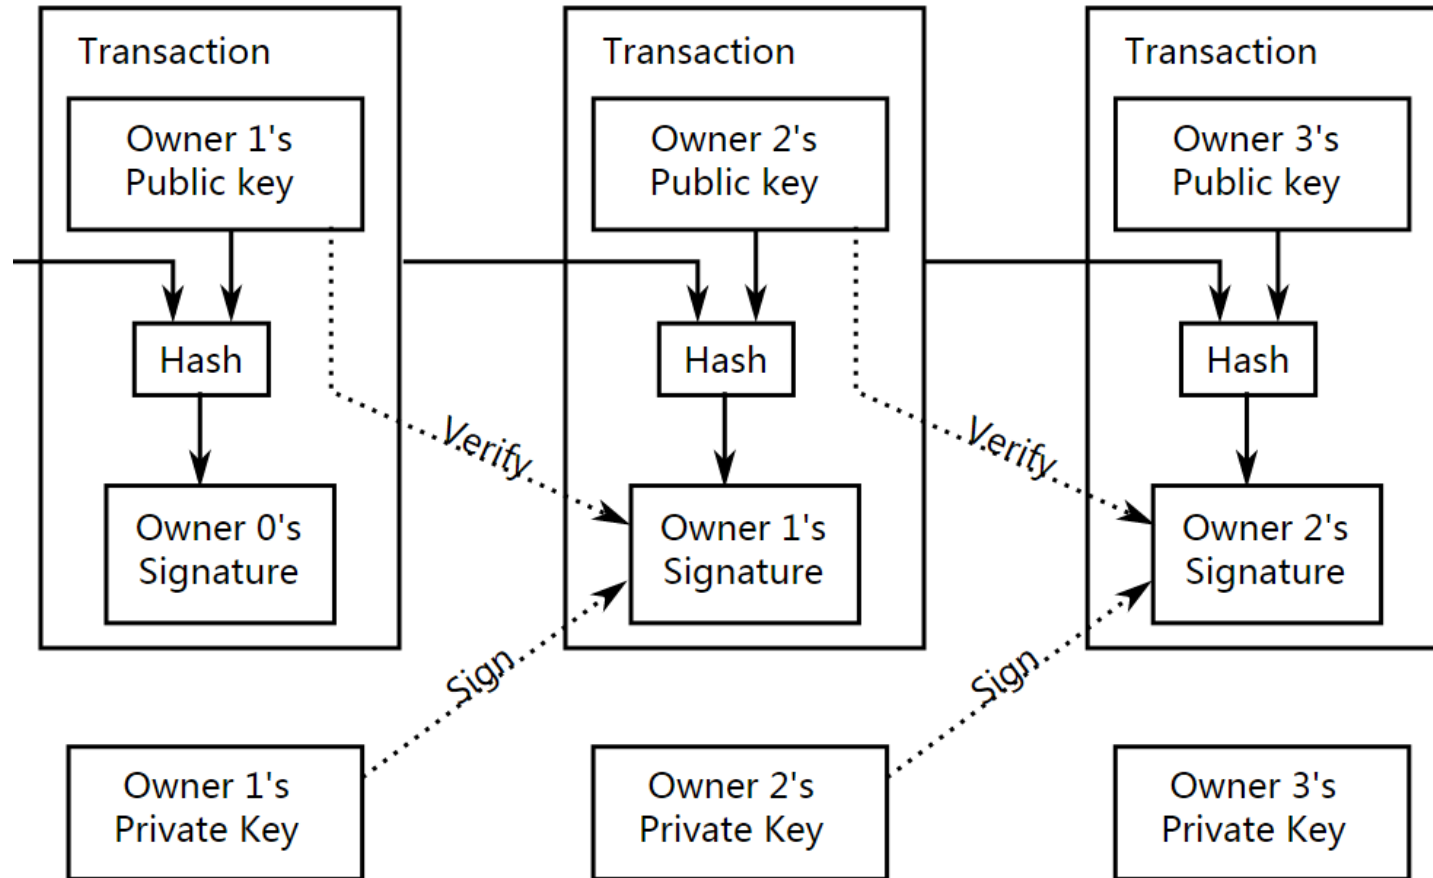 Transaction
Owner 1's
Public key
Hash
Owner 0's
Signature
Transaction
Owner 2's
Public key
Hash
Verify
Owner 1's
Signature
Sign
Transaction
Owner 3's
Public key
Hash
Verify
Owner 2's
Signature
Sign
Owner 1's
Private Key
Owner 2's
Private Key
Owner 3's
Private Key